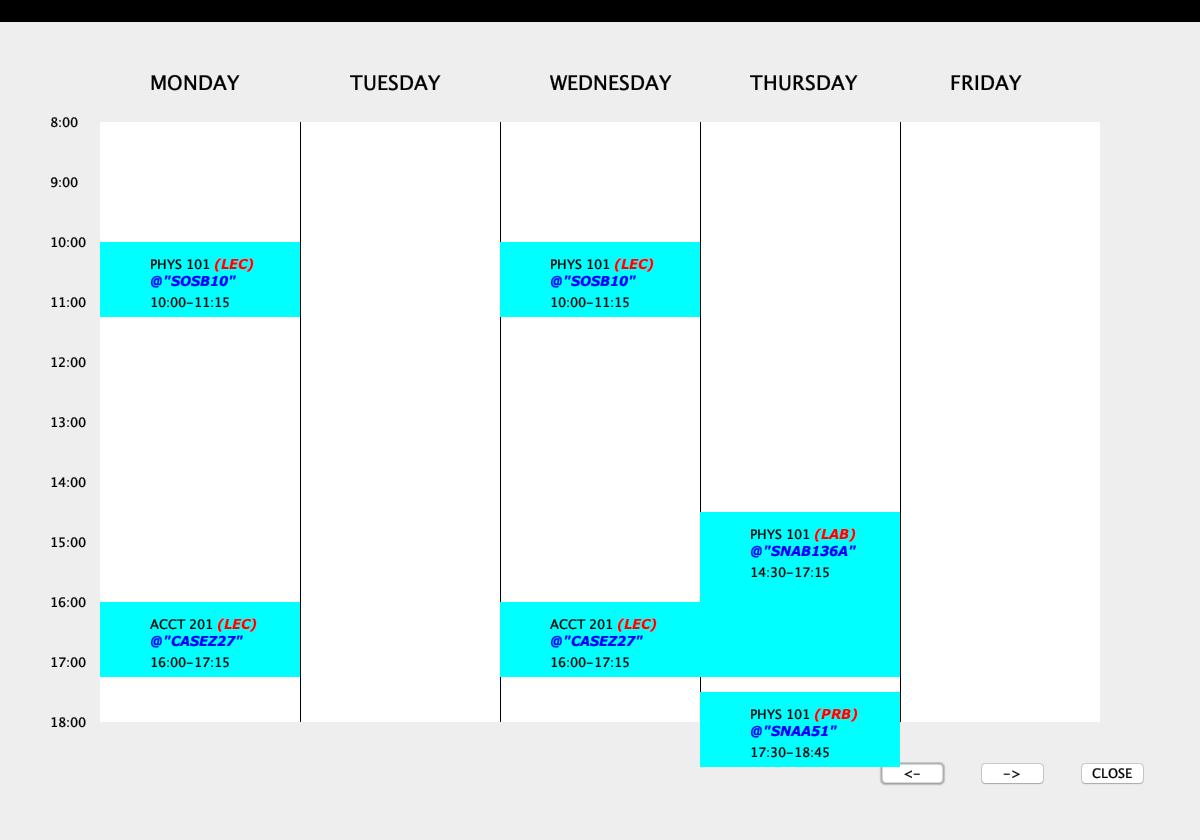 MONDAY TUESDAY WEDNESDAY THURSDAY FRIDAY
8:00
9:00
10:00
PHYS 101 (LEC) PHYS 101 (LEC)
@"SOSB10" @"SOSB10"
11:00 10:00-11:15 10:00-11:15
12:00
13:00
14:00
PHYS 101 (LAB)
15:00
@"SNAB136A"
14:30-17:15
16:00
ACCT 201 (LEC) ACCT 201 (LEC)
@"CASEZ27" @"CASEZ27"
17:00 16:00-17:15 16:00-17:15
PHYS 101 (PRB)
18:00
@"SNAA51"
17:30-18:45
<- -> CLOSE